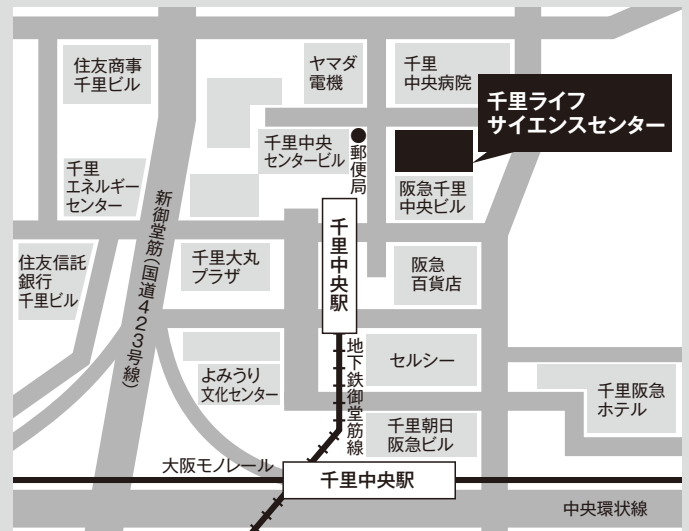 住友商事
千里ビル
ヤマダ
電機
千里
中央病院
千里ライフ
サイエンスセンター
千里中央
センタービル
郵便局
千里
エネルギー
センター
阪急千里
中央ビル
新御堂筋(国道423号線)
千里中央駅
住友信託
銀行
千里ビル
千里大丸
プラザ
阪急
百貨店
地下鉄御堂筋線
セルシー
よみうり
文化センター
千里阪急
ホテル
千里朝日
阪急ビル
大阪モノレール
千里中央駅
中央環状線